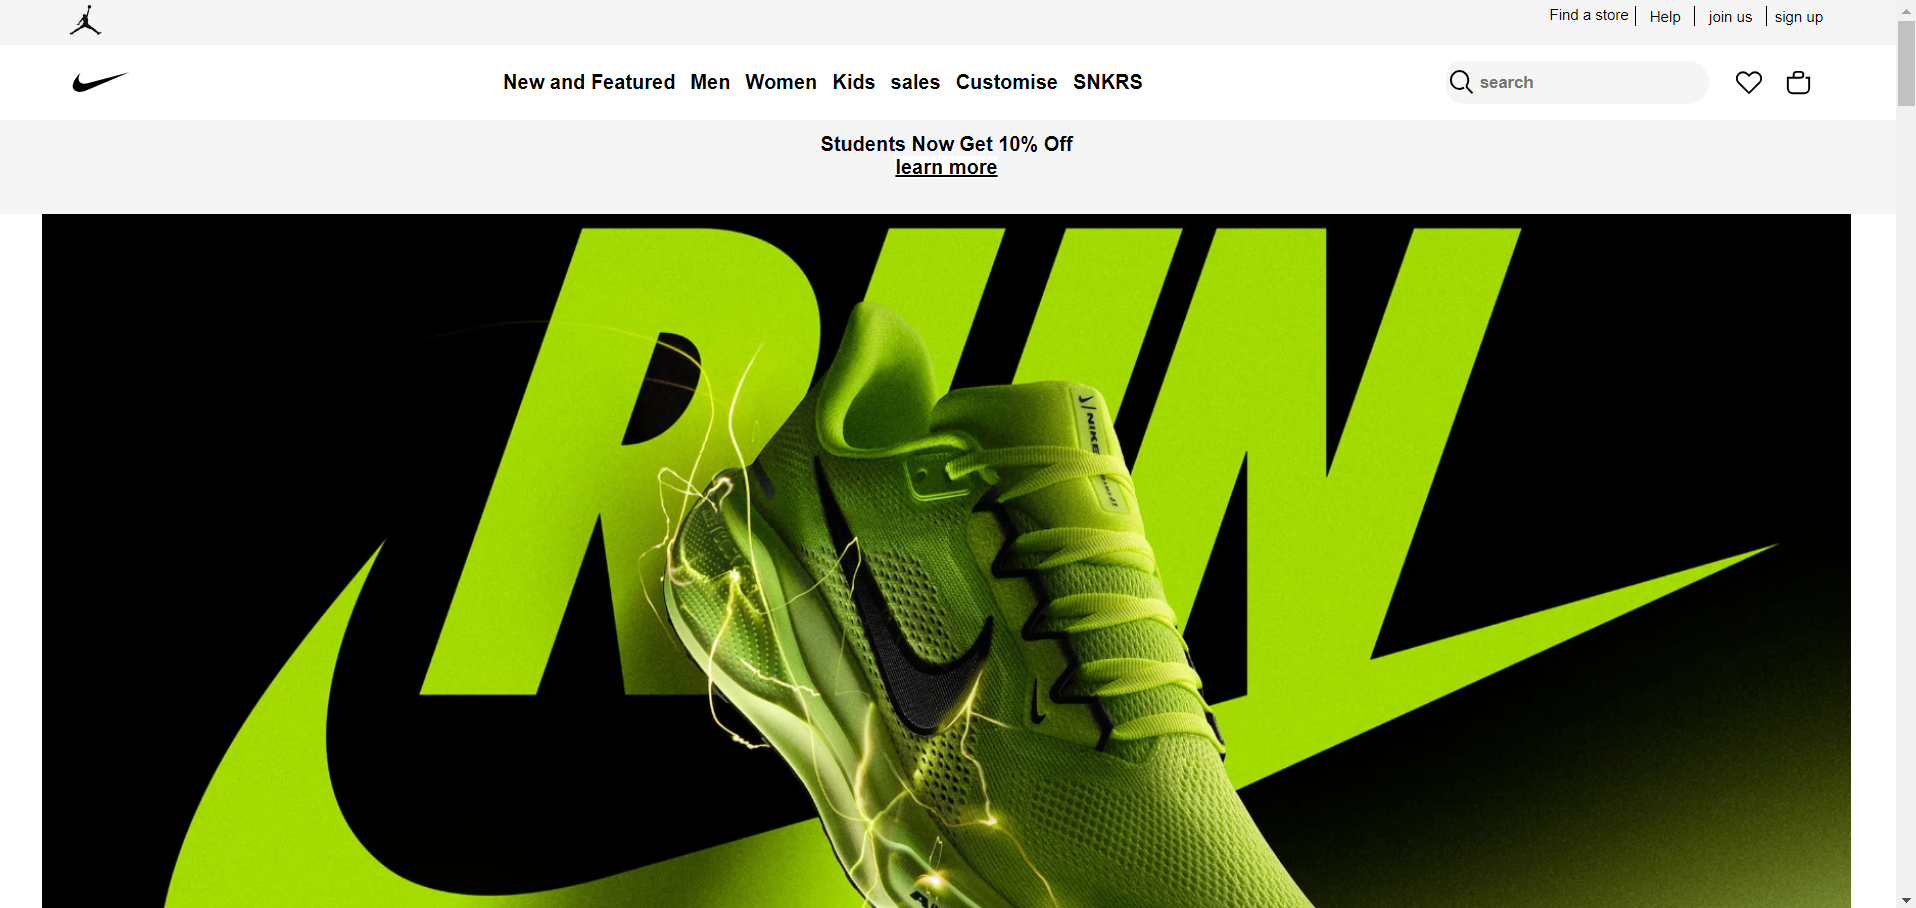 Find a store
Help
join us
sign up
New and Featured
Men
Women
Kids
sales
Customise
SNKRS
search
Students Now Get 10% Off
learn more
RUN
NIKE